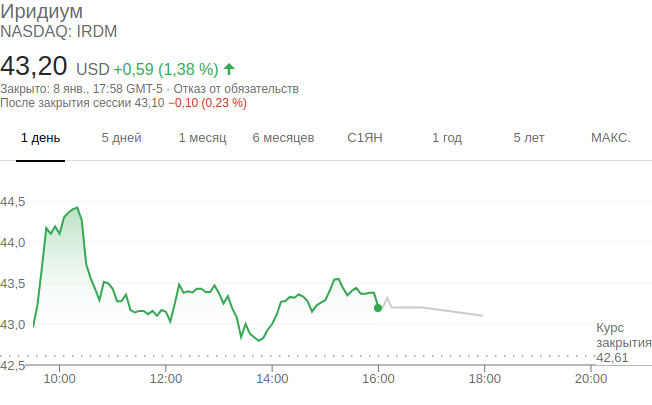 Иридиум
NASDAQ: IRDM
43,20 USD +0,59 (1,38 %)
Закрыто: 8 янв., 17:58 GMT-5 · Отказ от обязательств
После закрытия сессии 43,10 −0,10 (0,23 %)
1 день 5 дней 1 месяц 6 месяцев С1ЯН 1 год 5 лет МАКС.
44,5
44,0
43,5
43,0
Курс
закрытия
42,61
42,5
10:00 12:00 14:00 16:00 18:00 20:00